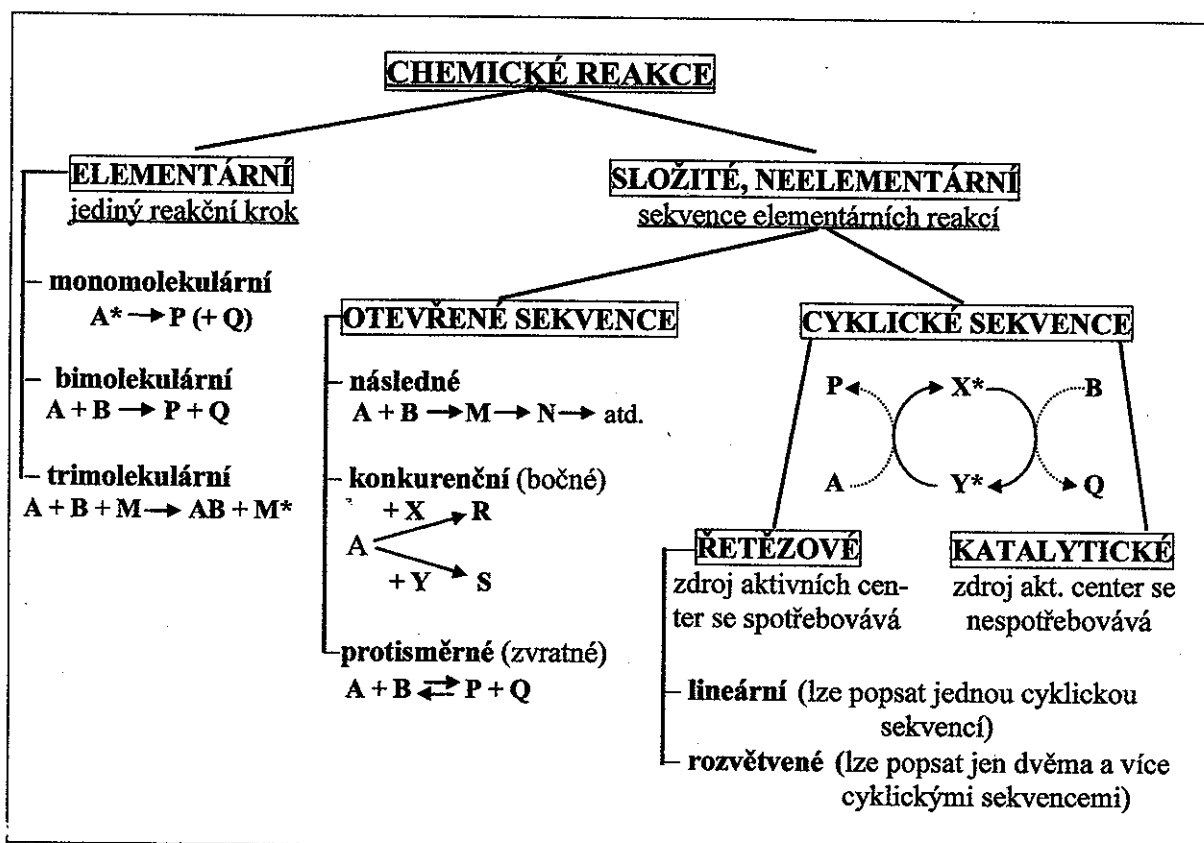 CHEMICKÉ REAKCE
ELEMENTÁRNÍ
jediný reakční krok
monomolekulární
A* → P (+ Q)
bimolekulární
A + B → P + Q
trimolekulární
A + B + M → AB + M*
SLOŽITÉ, NEELEMENTÁRNÍ
sekvence elementárních reakcí
OTEVŘENÉ SEKVENCE
následné
A + B → M → N → atd.
konkurenční (bočné)
+ X R
A
+ Y S
protisměrné (zvratné)
A + B ⇄ P + Q
CYKLICKÉ SEKVENCE
P X* B
A Y* Q
ŘETĚZOVÉ
zdroj aktivních cen-
ter se spotřebovává
KATALYTICKÉ
zdroj akt. center se
nespotřebovává
lineární (lze popsat jednou cyklickou
sekvencí)
rozvětvené (lze popsat jen dvěma a více
cyklickými sekvencemi)